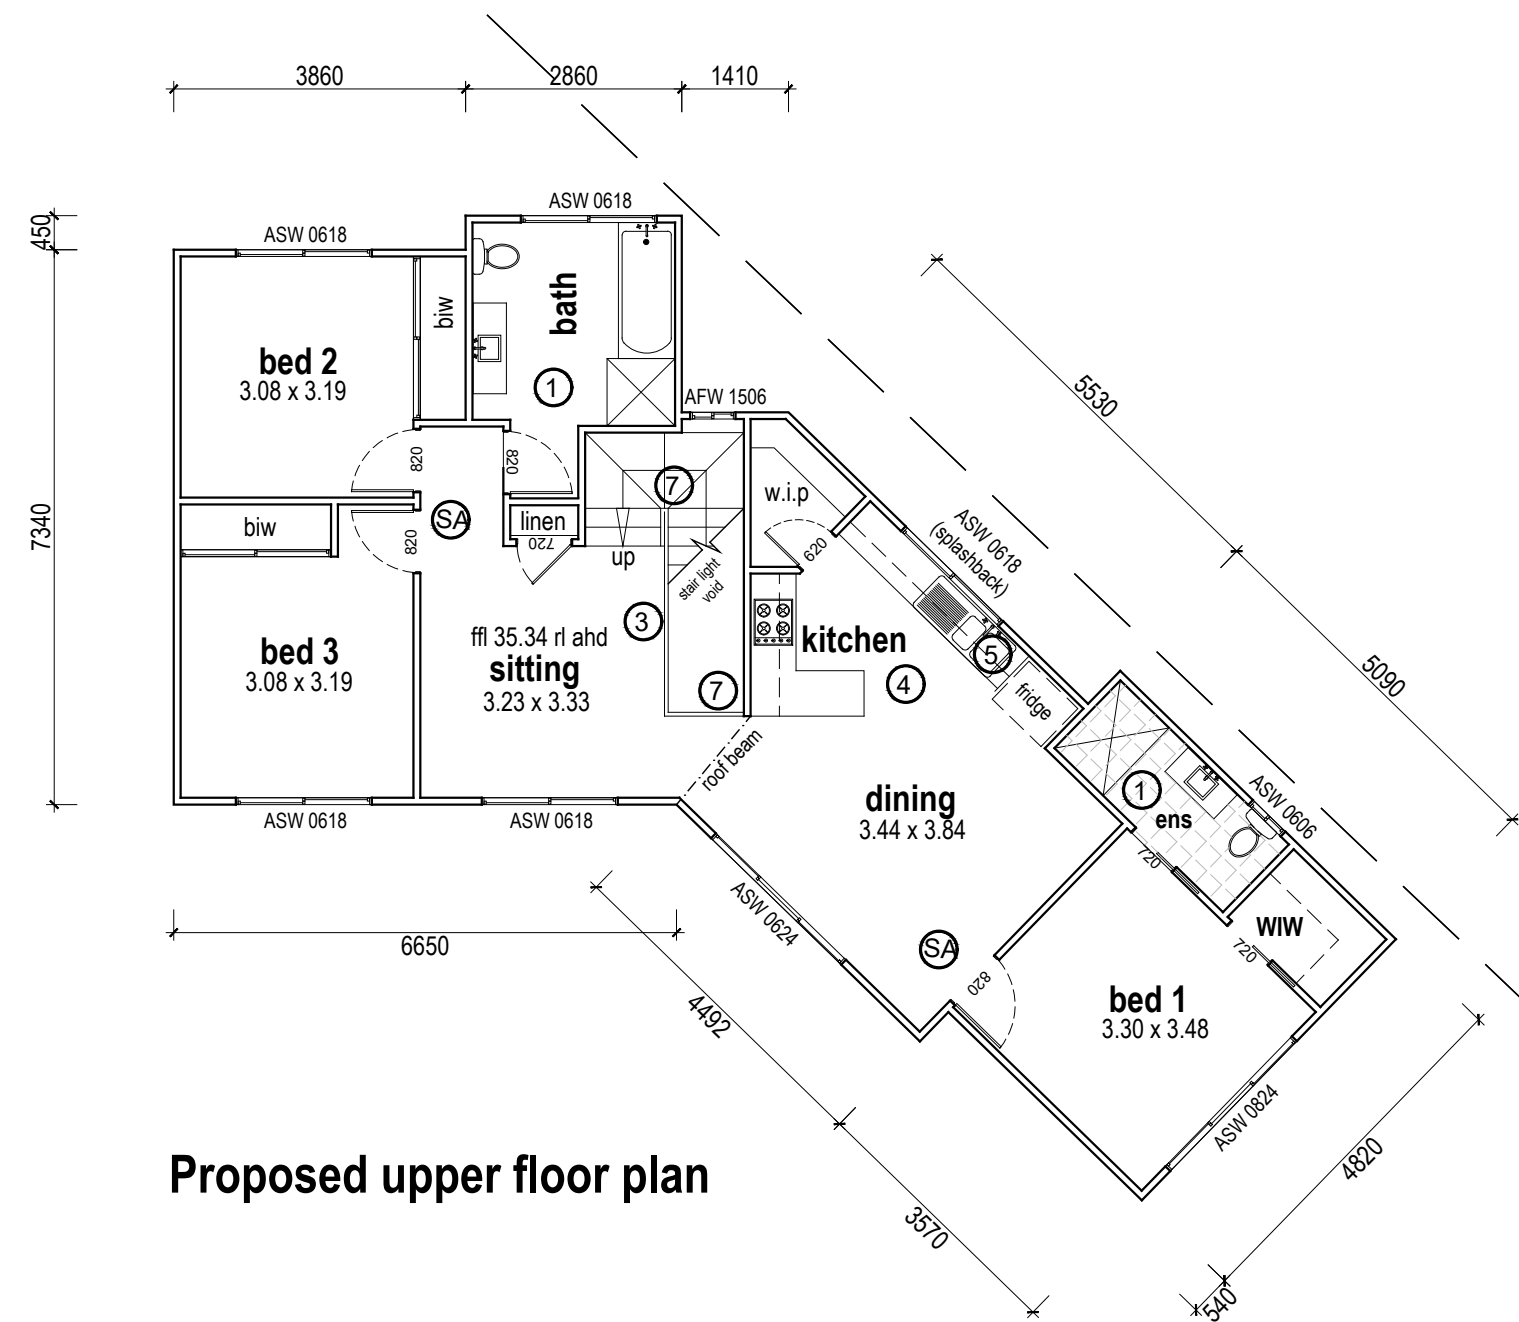 3860
2860
1410
450
7340
ASW 0618
ASW 0618
bath
biw
bed 2
3.08 x 3.19
1
AFW 1506
5530
820
820
7
w.i.p
SA
linen
720
biw
820
up
620
stair light
void
ASW 0618
(splashback)
3
ffl 35.34 rl ahd
sitting
3.23 x 3.33
bed 3
3.08 x 3.19
kitchen
5
4
7
fridge
5090
roof beam
dining
3.44 x 3.84
1
ens
ASW 0606
720
ASW 0618
ASW 0618
ASW 0624
WIW
720
SA
820
bed 1
3.30 x 3.48
6650
4492
ASW 0824
4820
3570
540
Proposed upper floor plan